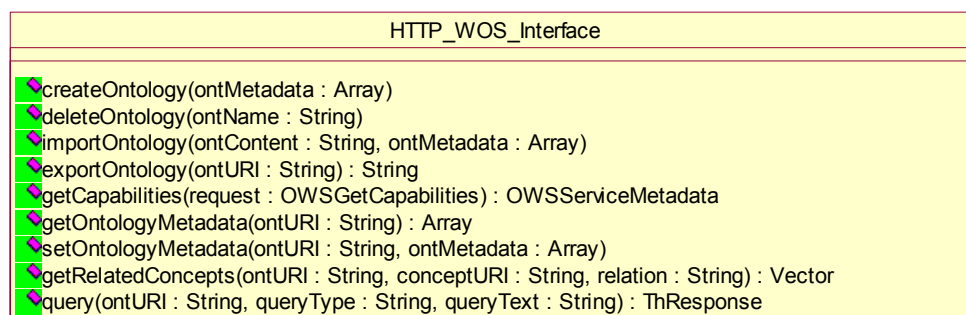 HTTP_WOS_Interface
createOntology(ontMetadata : Array)
deleteOntology(ontName : String)
importOntology(ontContent : String, ontMetadata : Array)
exportOntology(ontURI : String) : String
getCapabilities(request : OWSGetCapabilities) : OWSServiceMetadata
getOntologyMetadata(ontURI : String) : Array
setOntologyMetadata(ontURI : String, ontMetadata : Array)
getRelatedConcepts(ontURI : String, conceptURI : String, relation : String) : Vector
query(ontURI : String, queryType : String, queryText : String) : ThResponse